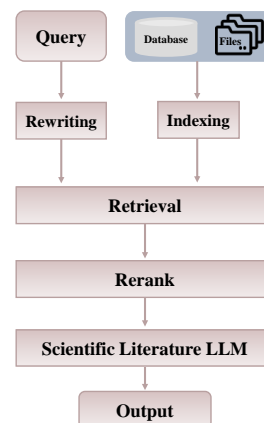 Query
Database
Files
Rewriting
Indexing
Retrieval
Rerank
Scientific Literature LLM
Output